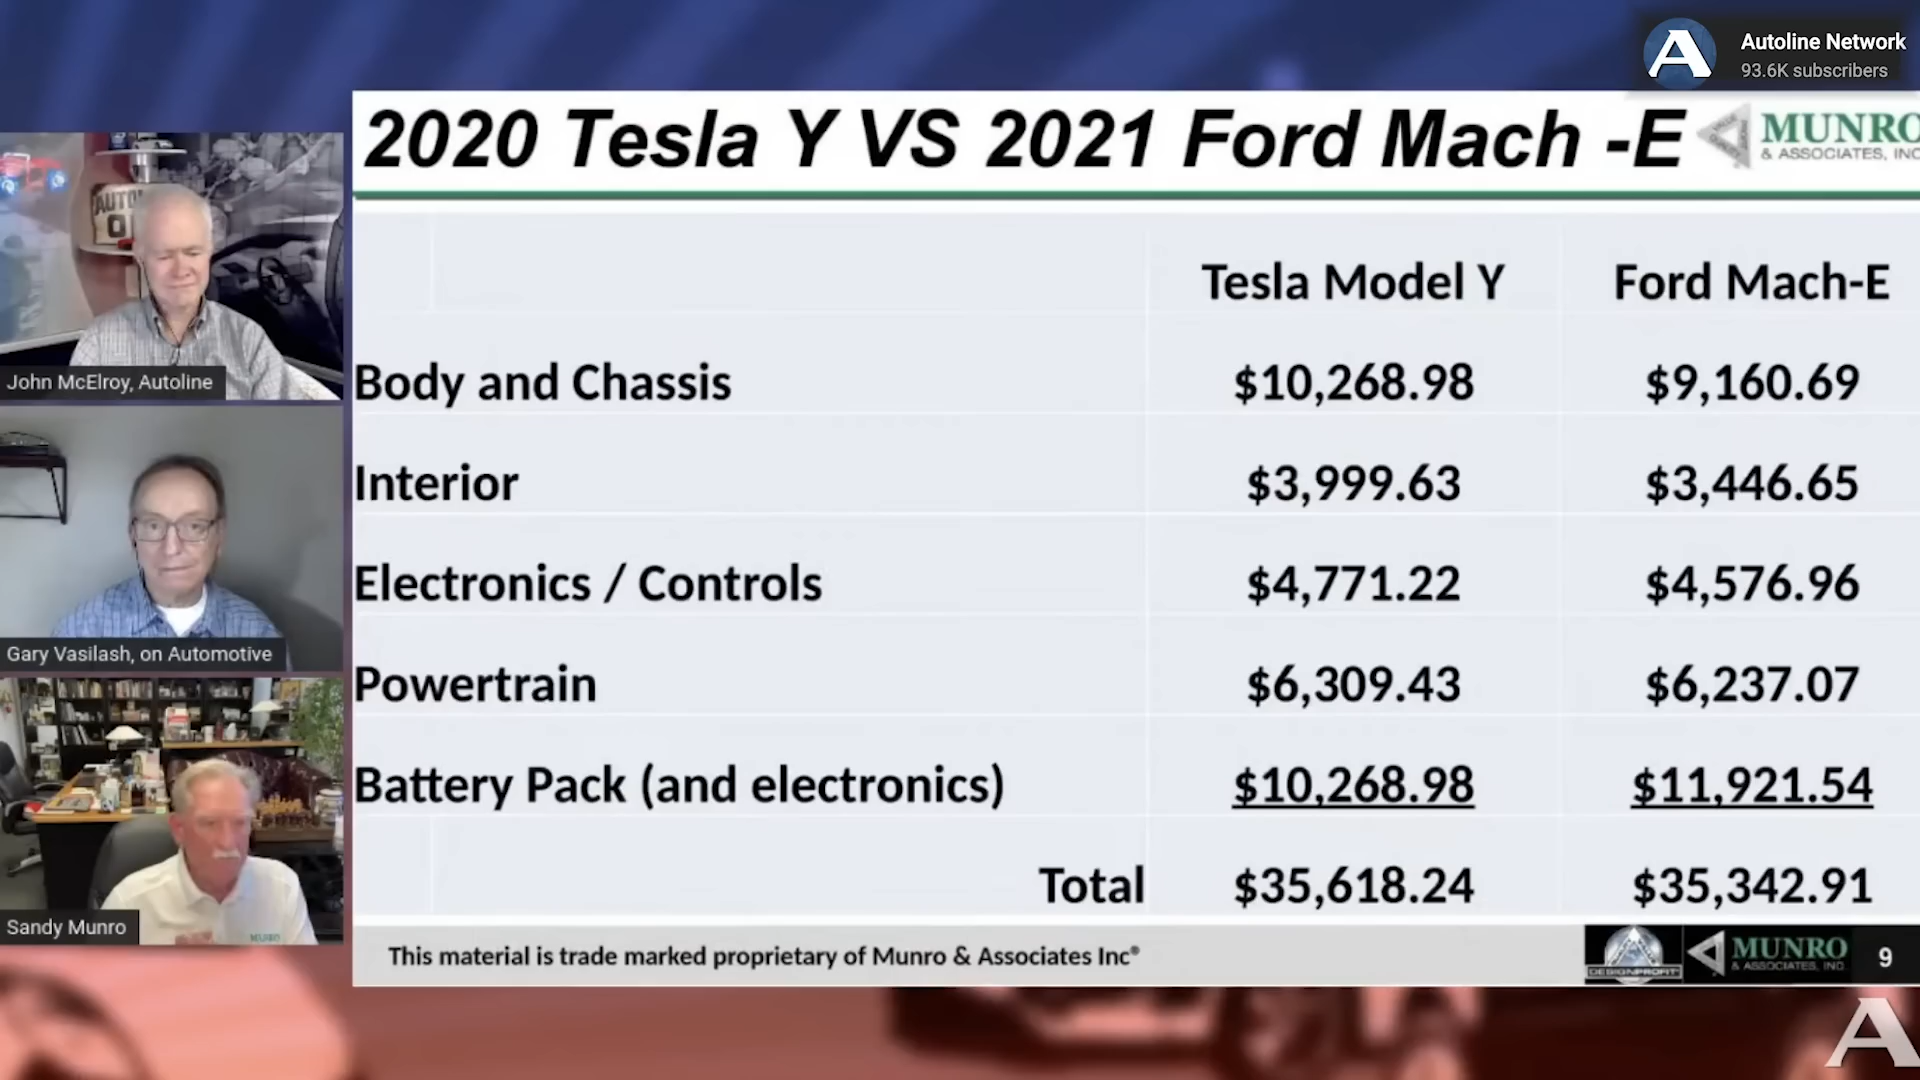 Autoline Network
93.6K subscribers
2020 Tesla Y VS 2021 Ford Mach -E
MUNRO
& ASSOCIATES, INC
Tesla Model Y Ford Mach-E
Body and Chassis $10,268.98 $9,160.69
Interior $3,999.63 $3,446.65
Electronics / Controls $4,771.22 $4,576.96
Powertrain $6,309.43 $6,237.07
Battery Pack (and electronics) $10,268.98 $11,921.54
Total $35,618.24 $35,342.91
This material is trade marked proprietary of Munro & Associates Inc®
DESIGNPROFIT
MUNRO
& ASSOCIATES, INC.
9
John McElroy, Autoline
Gary Vasilash, on Automotive
Sandy Munro
MUNRO